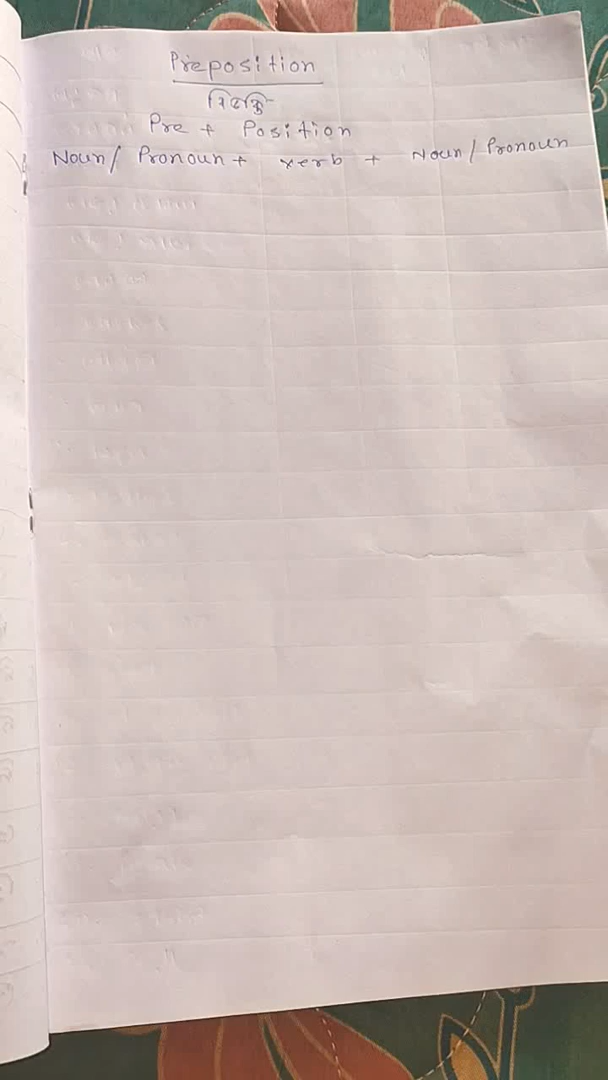 Preposition
বিভক্তি
Pre + Position
Noun/ Pronoun + verb + Noun/Pronoun